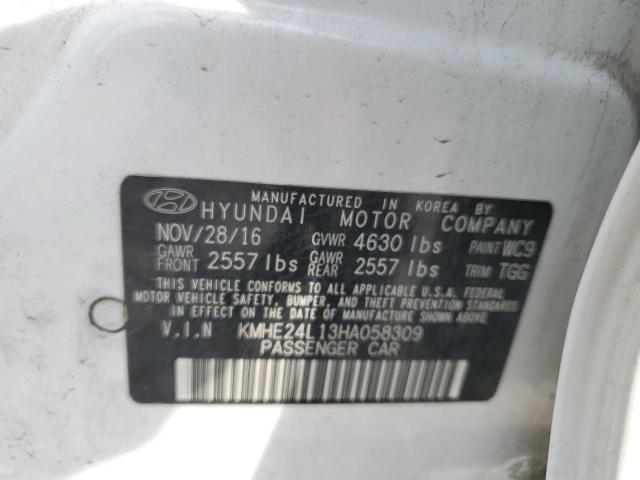 MANUFACTURED IN KOREA BY
HYUNDAI MOTOR COMPANY
NOV/28/16 GVWR 4630 lbs PAINT WC9
GAWR FRONT 2557 lbs GAWR REAR 2557 lbs TRIM TGG
THIS VEHICLE CONFORMS TO ALL APPLICABLE U.S.A. FEDERAL
MOTOR VEHICLE SAFETY, BUMPER, AND THEFT PREVENTION STANDARDS
IN EFFECT ON THE DATE OF MANUFACTURE SHOWN ABOVE.
V.I.N KMHE24L13HA058309
PASSENGER CAR